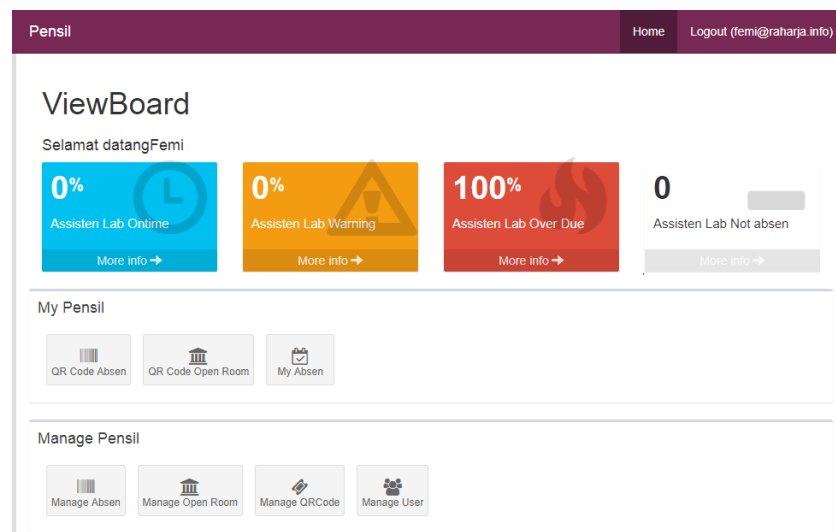 Pensil Home Logout (femi@raharja.info)
ViewBoard
Selamat datangFemi
0% 0% 100% 0
Assisten Lab Ontime Assisten Lab Warning Assisten Lab Over Due Assisten Lab Not absen
More info More info More info More info
My Pensil
QR Code Absen QR Code Open Room My Absen
Manage Pensil
Manage Absen Manage Open Room Manage QRCode Manage User